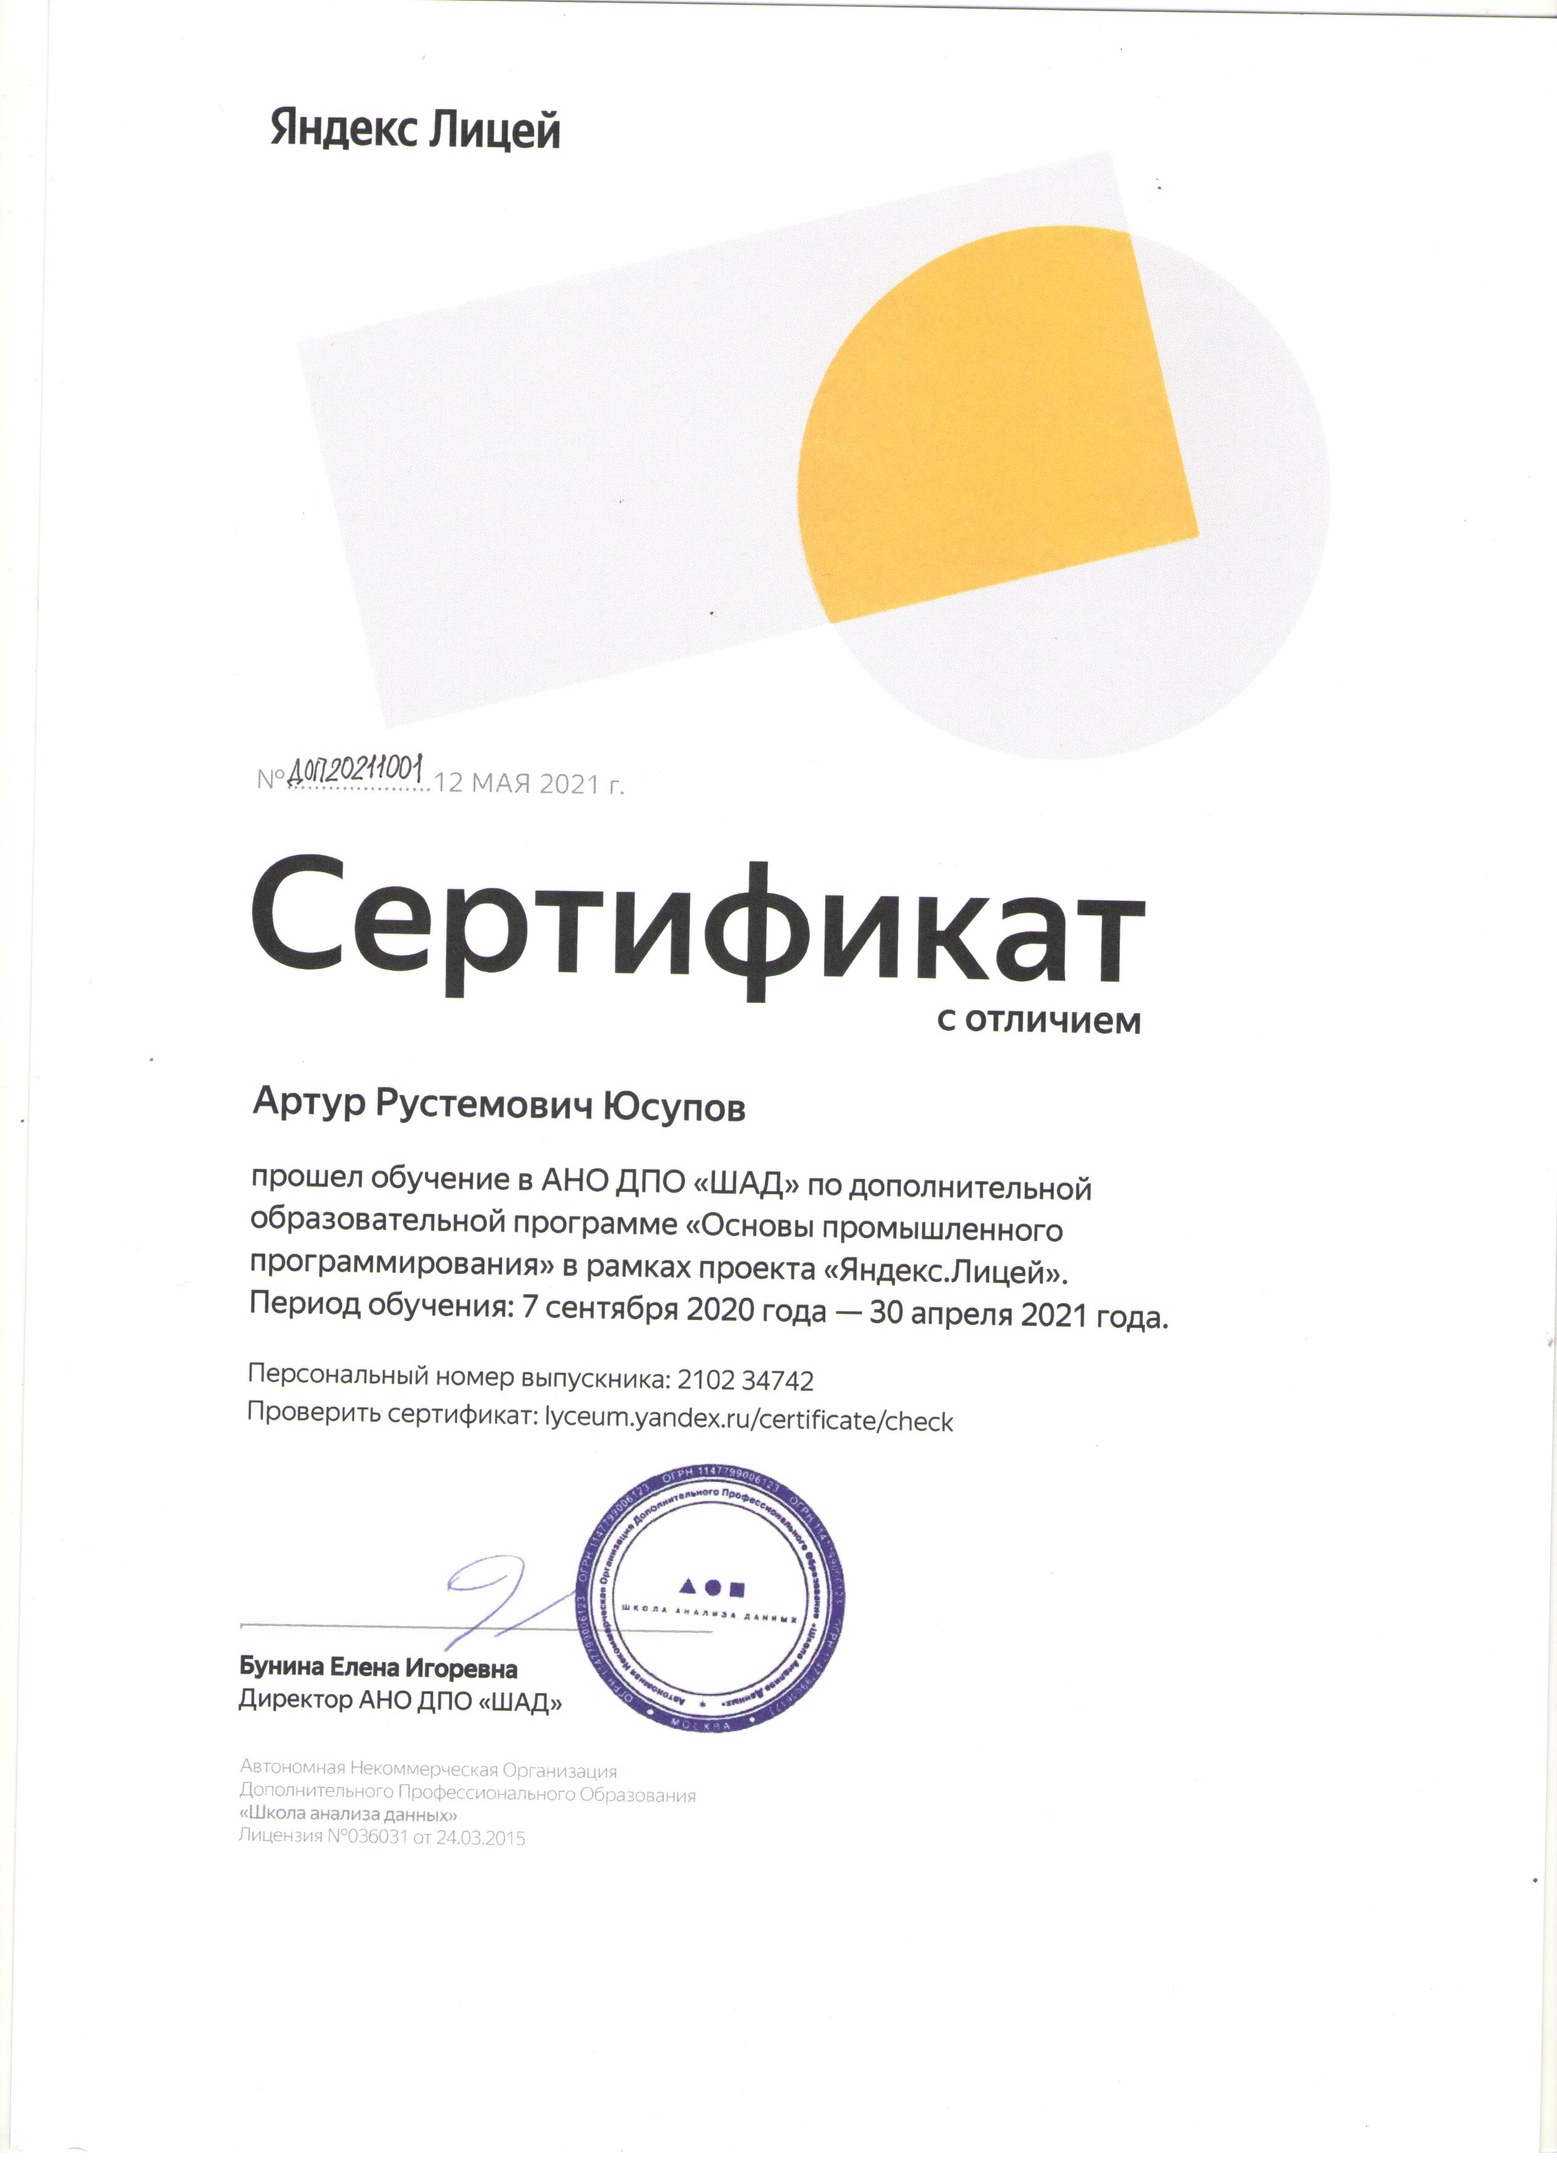 Яндекс Лицей
№ ДОП20211001 12 МАЯ 2021 г.
Сертификат
с отличием
Артур Рустемович Юсупов
прошел обучение в АНО ДПО «ШАД» по дополнительной
образовательной программе «Основы промышленного
программирования» в рамках проекта «Яндекс.Лицей».
Период обучения: 7 сентября 2020 года — 30 апреля 2021 года.
Персональный номер выпускника: 2102 34742
Проверить сертификат: lyceum.yandex.ru/certificate/check
ОГРН 1147799006123 ОГРН 1147799006123 ОГРН 1147799006123
МОСКВА
Автономная Некоммерческая Организация Дополнительного Профессионального Образования «Школа Анализа Данных»
ШКОЛА АНАЛИЗА ДАННЫХ
Бунина Елена Игоревна
Директор АНО ДПО «ШАД»
Автономная Некоммерческая Организация
Дополнительного Профессионального Образования
«Школа анализа данных»
Лицензия №036031 от 24.03.2015